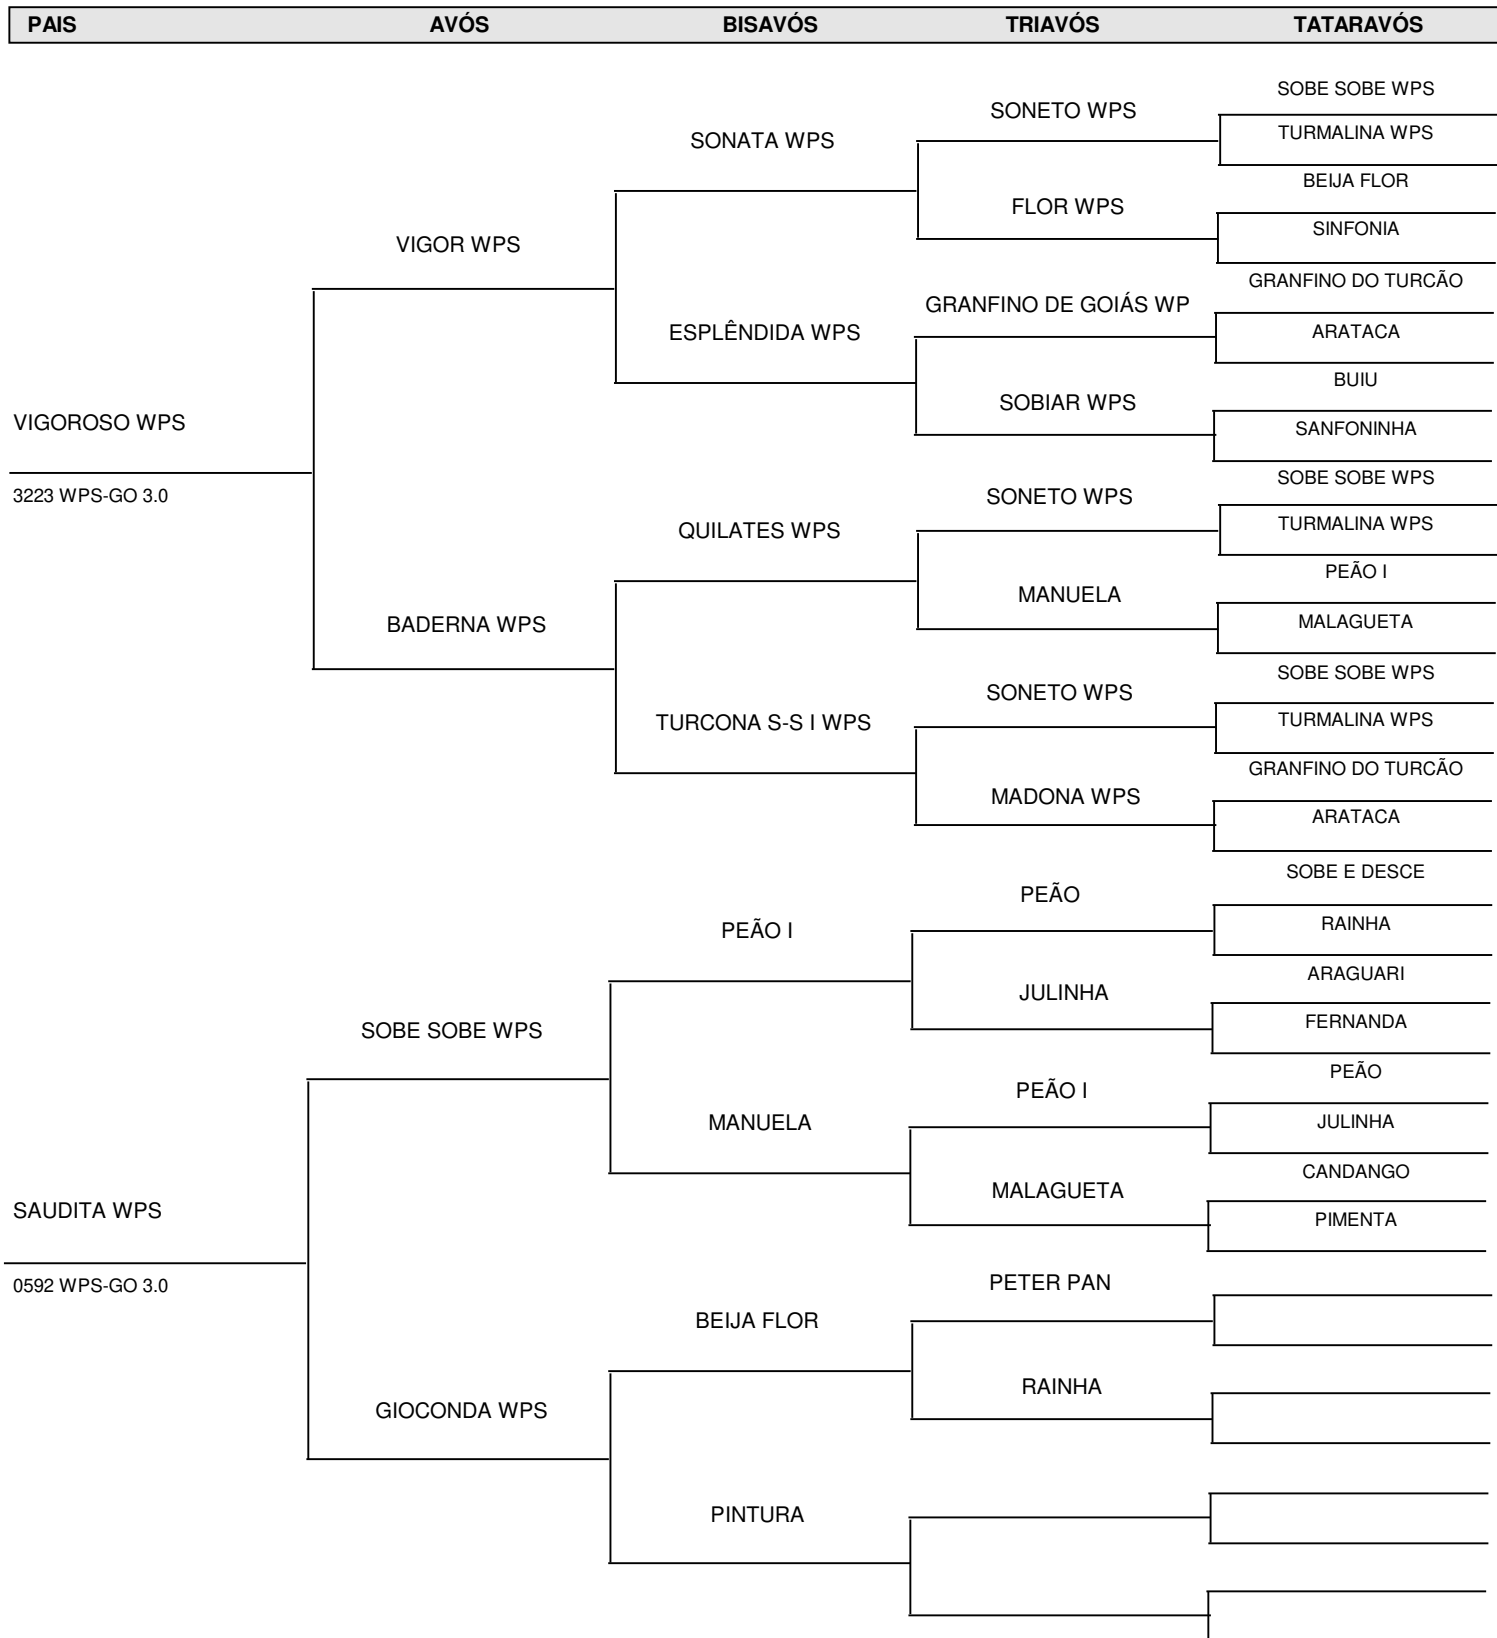 PAIS AVÓS BISAVÓS TRIAVÓS TATARAVÓS
SOBE SOBE WPS
SONETO WPS
TURMALINA WPS
SONATA WPS
BEIJA FLOR
FLOR WPS
SINFONIA
VIGOR WPS
GRANFINO DO TURCÃO
GRANFINO DE GOIÁS WP
ARATACA
ESPLÊNDIDA WPS
BUIU
SOBIAR WPS
VIGOROSO WPS
SANFONINHA
SOBE SOBE WPS
3223 WPS-GO 3.0
SONETO WPS
TURMALINA WPS
QUILATES WPS
PEÃO I
MANUELA
MALAGUETA
BADERNA WPS
SOBE SOBE WPS
SONETO WPS
TURMALINA WPS
TURCONA S-S I WPS
GRANFINO DO TURCÃO
MADONA WPS
ARATACA
SOBE E DESCE
PEÃO
RAINHA
PEÃO I
ARAGUARI
JULINHA
FERNANDA
SOBE SOBE WPS
PEÃO
PEÃO I
JULINHA
MANUELA
CANDANGO
MALAGUETA
SAUDITA WPS
PIMENTA
0592 WPS-GO 3.0
PETER PAN
BEIJA FLOR
RAINHA
GIOCONDA WPS
PINTURA